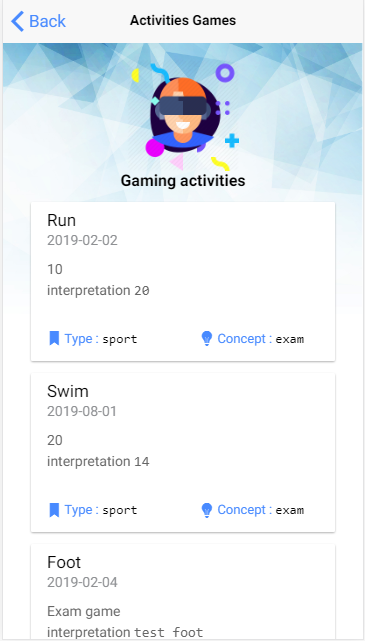 Back Activities Games
Gaming activities
Run
2019-02-02
10
interpretation 20
Type : sport Concept : exam
Swim
2019-08-01
20
interpretation 14
Type : sport Concept : exam
Foot
2019-02-04
Exam game
interpretation test foot